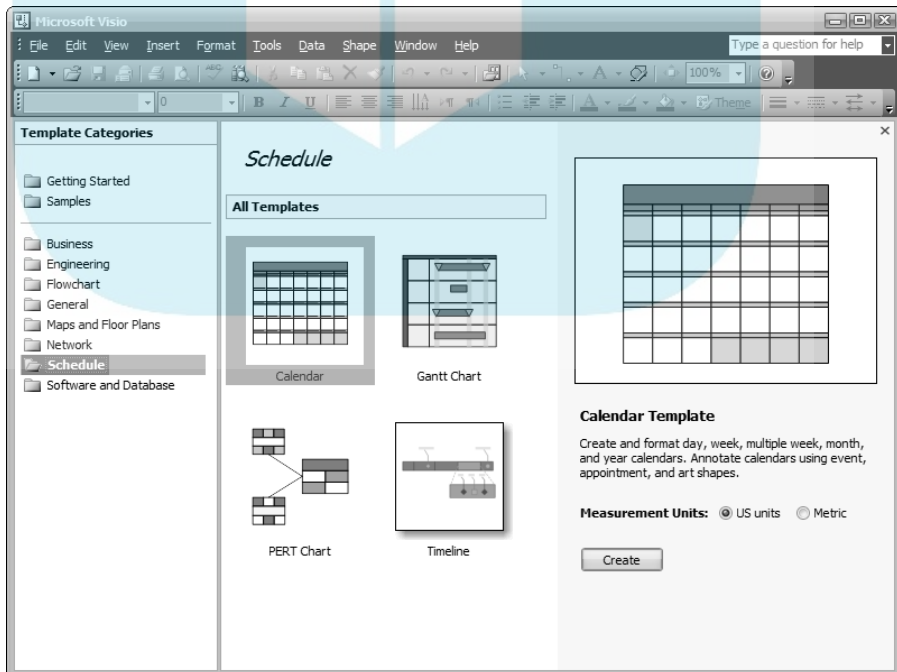 Microsoft Visio
File Edit View Insert Format Tools Data Shape Window Help
Type a question for help
100%
0 B I U Theme
Template Categories
Getting Started
Samples
Business
Engineering
Flowchart
General
Maps and Floor Plans
Network
Schedule
Software and Database
Schedule
All Templates
Calendar
Gantt Chart
PERT Chart
Timeline
Calendar Template
Create and format day, week, multiple week, month,
and year calendars. Annotate calendars using event,
appointment, and art shapes.
Measurement Units: US units Metric
Create